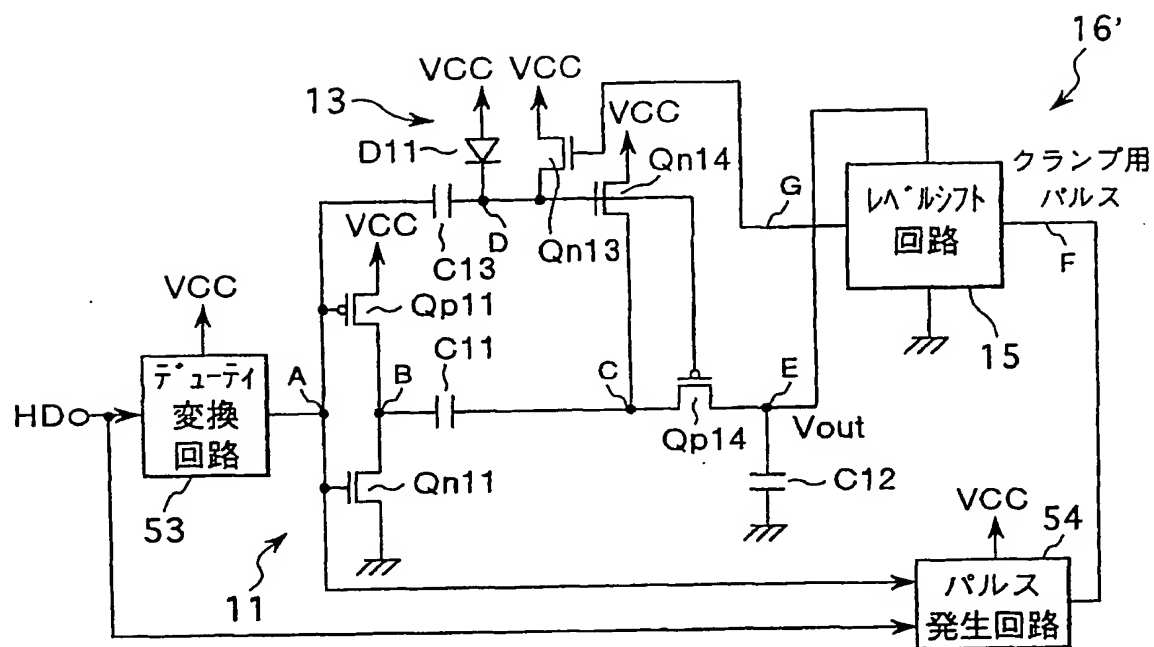 16’
VCC VCC
13
VCC
D11
Qn14
クランプ用
パルス
G
レベルシフト
回路
F
VCC
D
Qn13
C13
Qp11
15
VCC
C11
デューティ
変換
回路
A
B
C
E
HD
Qp14
Vout
Qn11
C12
53
VCC
54
11
パルス
発生回路